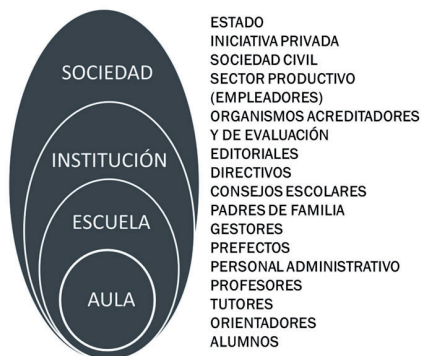 SOCIEDAD
INSTITUCIÓN
ESCUELA
AULA
ESTADO
INICIATIVA PRIVADA
SOCIEDAD CIVIL
SECTOR PRODUCTIVO
(EMPLEADORES)
ORGANISMOS ACREDITADORES
Y DE EVALUACIÓN
EDITORIALES
DIRECTIVOS
CONSEJOS ESCOLARES
PADRES DE FAMILIA
GESTORES
PREFECTOS
PERSONAL ADMINISTRATIVO
PROFESORES
TUTORES
ORIENTADORES
ALUMNOS